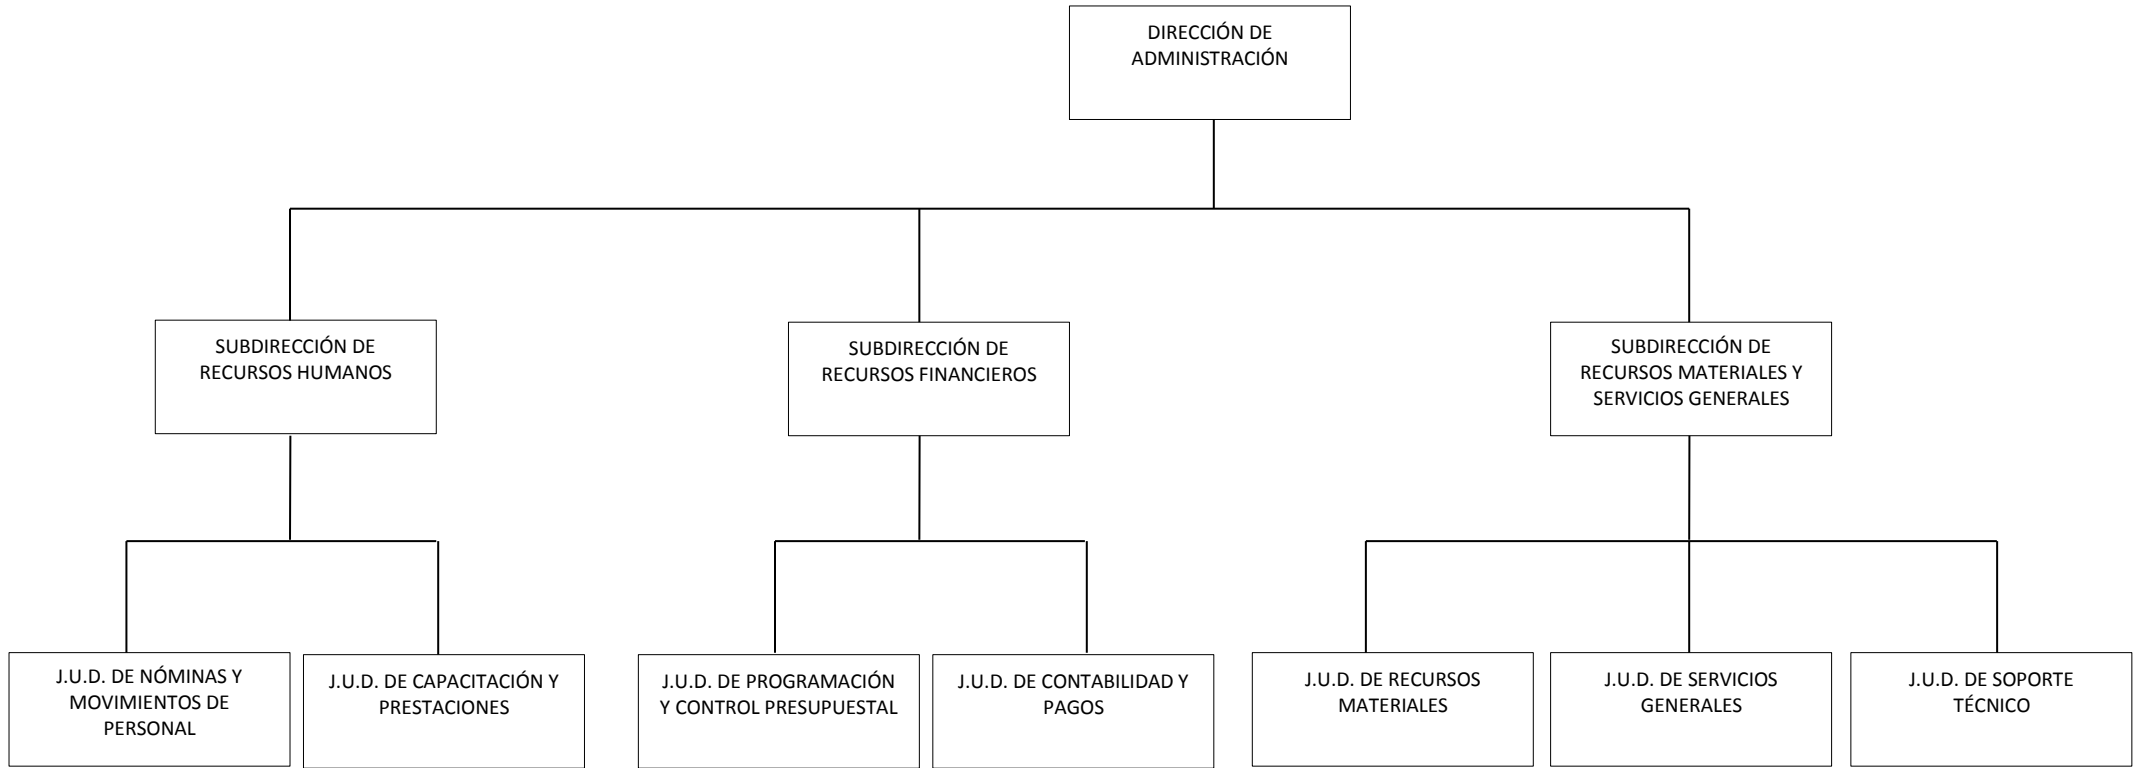 DIRECCIÓN DE
ADMINISTRACIÓN
SUBDIRECCIÓN DE
RECURSOS HUMANOS
SUBDIRECCIÓN DE
RECURSOS FINANCIEROS
SUBDIRECCIÓN DE
RECURSOS MATERIALES Y
SERVICIOS GENERALES
J.U.D. DE NÓMINAS Y
MOVIMIENTOS DE
PERSONAL
J.U.D. DE CAPACITACIÓN Y
PRESTACIONES
J.U.D. DE PROGRAMACIÓN
Y CONTROL PRESUPUESTAL
J.U.D. DE CONTABILIDAD Y
PAGOS
J.U.D. DE RECURSOS
MATERIALES
J.U.D. DE SERVICIOS
GENERALES
J.U.D. DE SOPORTE
TÉCNICO